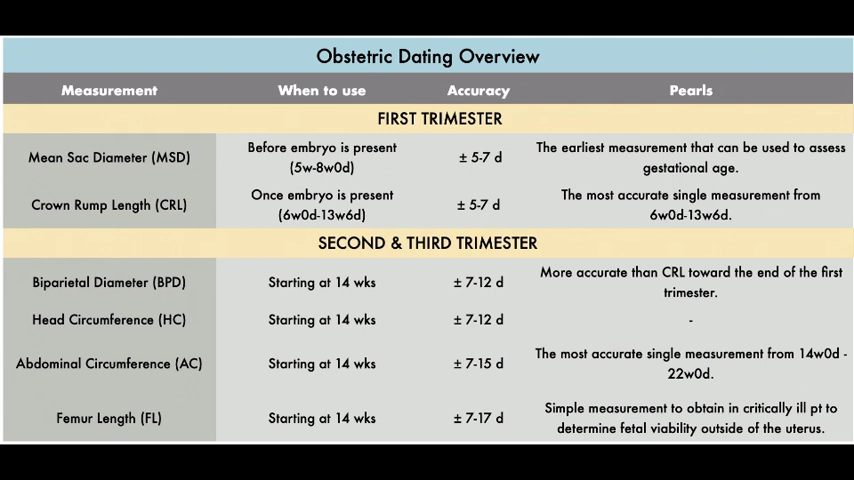 Obstetric Dating Overview
Measurement When to use Accuracy Pearls
FIRST TRIMESTER
Mean Sac Diameter (MSD) Before embryo is present (5w-8w0d) ± 5-7 d The earliest measurement that can be used to assess gestational age.
Crown Rump Length (CRL) Once embryo is present (6w0d-13w6d) ± 5-7 d The most accurate single measurement from 6w0d-13w6d.
SECOND & THIRD TRIMESTER
Biparietal Diameter (BPD) Starting at 14 wks ± 7-12 d More accurate than CRL toward the end of the first trimester.
Head Circumference (HC) Starting at 14 wks ± 7-12 d -
Abdominal Circumference (AC) Starting at 14 wks ± 7-15 d The most accurate single measurement from 14w0d - 22w0d.
Femur Length (FL) Starting at 14 wks ± 7-17 d Simple measurement to obtain in critically ill pt to determine fetal viability outside of the uterus.